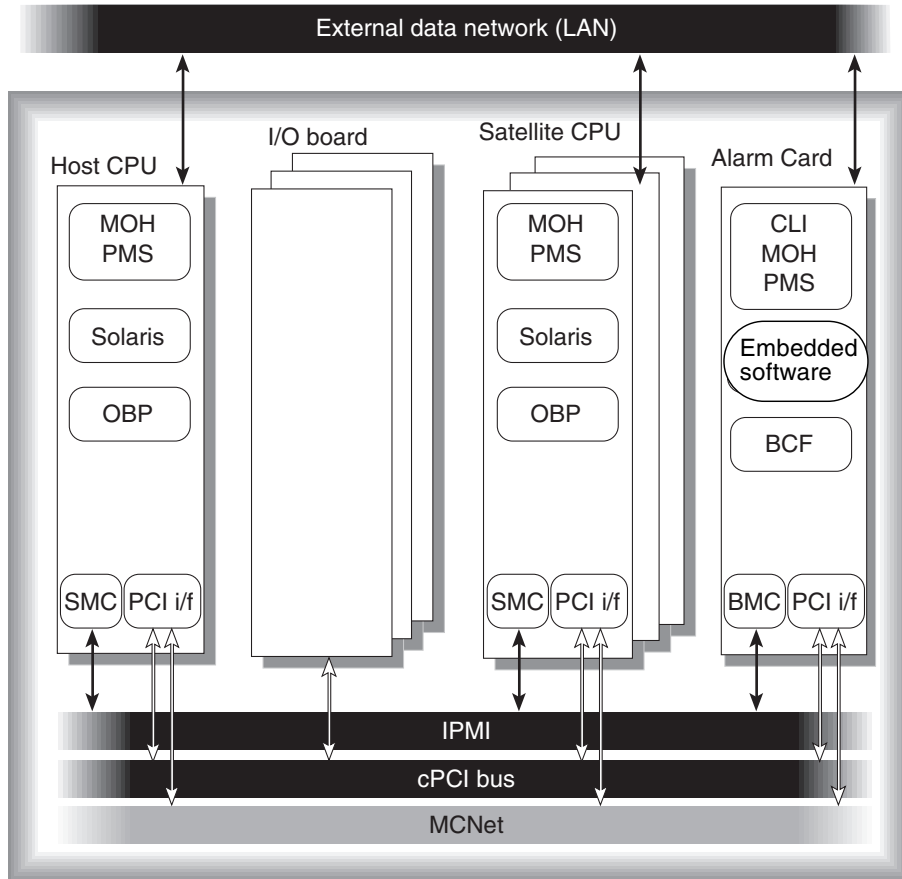 External data network (LAN)
Host CPU
I/O board
Satellite CPU
Alarm Card
MOH
PMS
Solaris
OBP
SMC
PCI i/f
MOH
PMS
Solaris
OBP
SMC
PCI i/f
CLI
MOH
PMS
Embedded
software
BCF
BMC
PCI i/f
IPMI
cPCI bus
MCNet